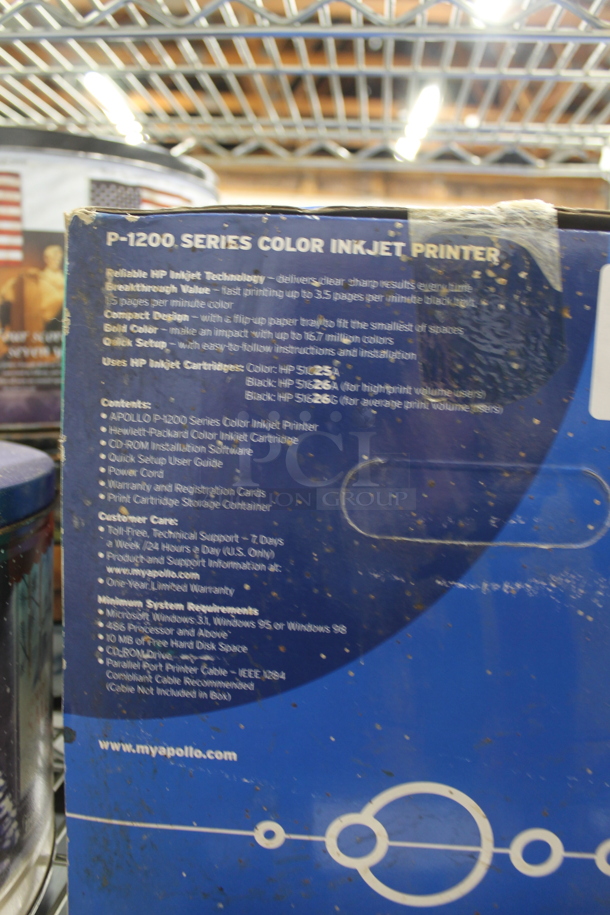 P-1200 SERIES COLOR INKJET PRINTER
Reliable HP Inkjet Technology – delivers clear sharp results every time
Breakthrough Value – fast printing up to 3.5 pages per minute black text
1.5 pages per minute color
Compact Design – with a flip-up paper tray to fit the smallest of spaces
Bold Color – make an impact with up to 16.7 million colors
Quick Setup – with easy-to-follow instructions and installation
Uses HP Inkjet Cartridges: Color: HP 51625A
Black: HP 51626A (for high print volume users)
Black: HP 51626G (for average print volume users)
Contents:
• APOLLO P-1200 Series Color Inkjet Printer
• Hewlett-Packard Color Inkjet Cartridge
• CD-ROM Installation Software
• Quick Setup User Guide
• Power Cord
• Warranty and Registration Cards
• Print Cartridge Storage Container
PCI
GROUP
Customer Care:
• Toll-Free, Technical Support – 7 Days
a Week /24 Hours a Day (U.S. Only)
• Product and Support Information at:
www.myapollo.com
• One-Year Limited Warranty
Minimum System Requirements
• Microsoft Windows 3.1, Windows 95 or Windows 98
• 486 Processor and Above
• 10 MB of Free Hard Disk Space
• CD-ROM Drive
• Parallel Port Printer Cable – IEEE 1284
Compliant Cable Recommended
(Cable Not Included in Box)
www.myapollo.com